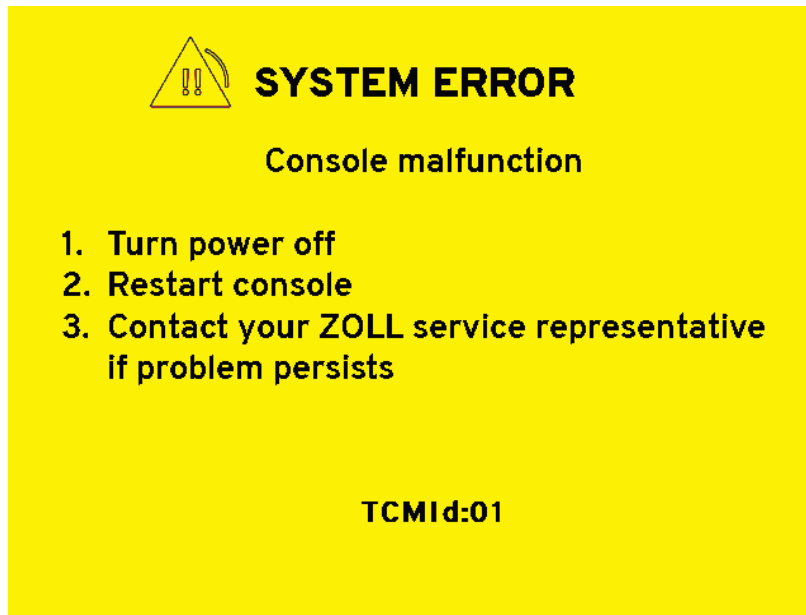 !!
SYSTEM ERROR
Console malfunction
1. Turn power off
2. Restart console
3. Contact your ZOLL service representative
if problem persists
TCMId:01